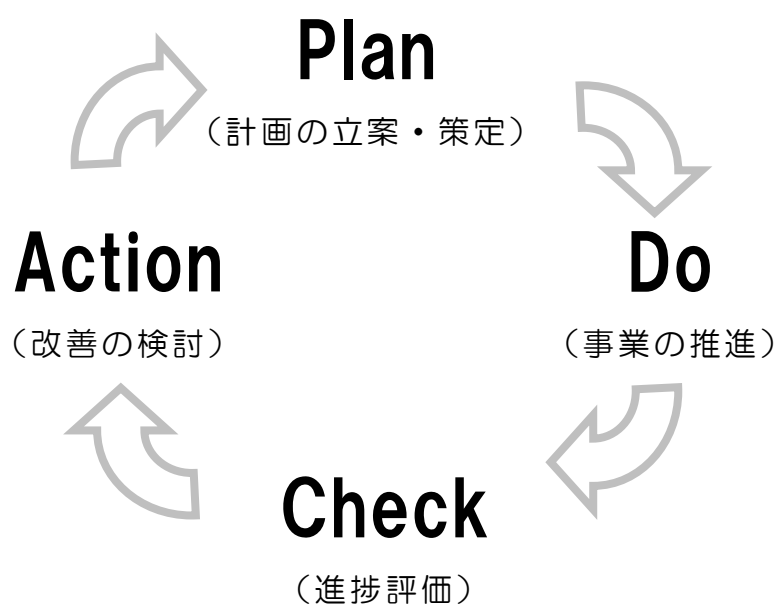 Plan
（計画の立案・策定）
Do
（事業の推進）
Check
（進捗評価）
Action
（改善の検討）